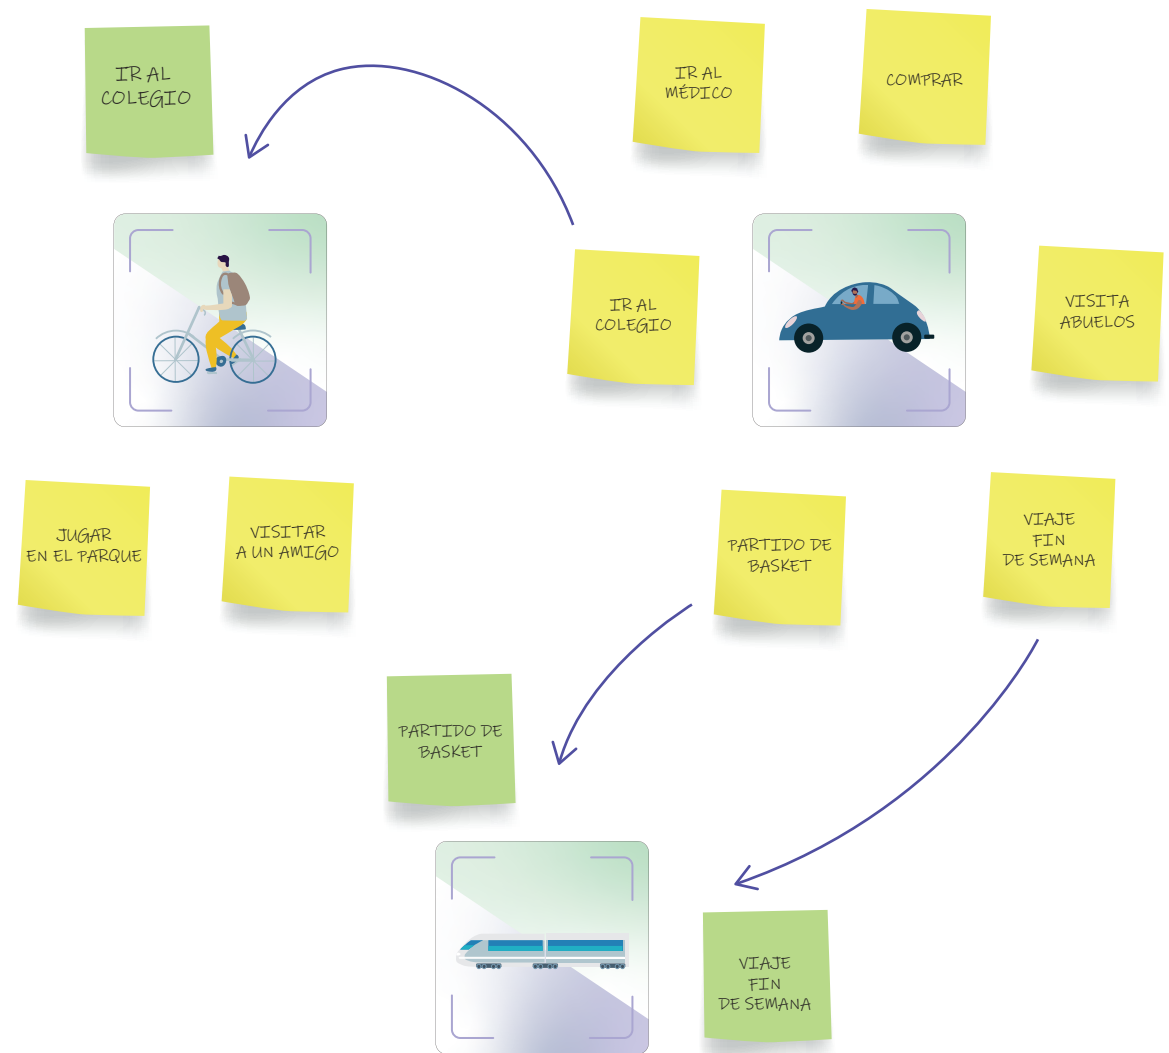 IR AL
COLEGIO
IR AL
MÉDICO
COMPRAR
IR AL
COLEGIO
VISITA
ABUELOS
JUGAR
EN EL PARQUE
VISITAR
A UN AMIGO
PARTIDO DE
BASKET
VIAJE
FIN
DE SEMANA
PARTIDO DE
BASKET
VIAJE
FIN
DE SEMANA